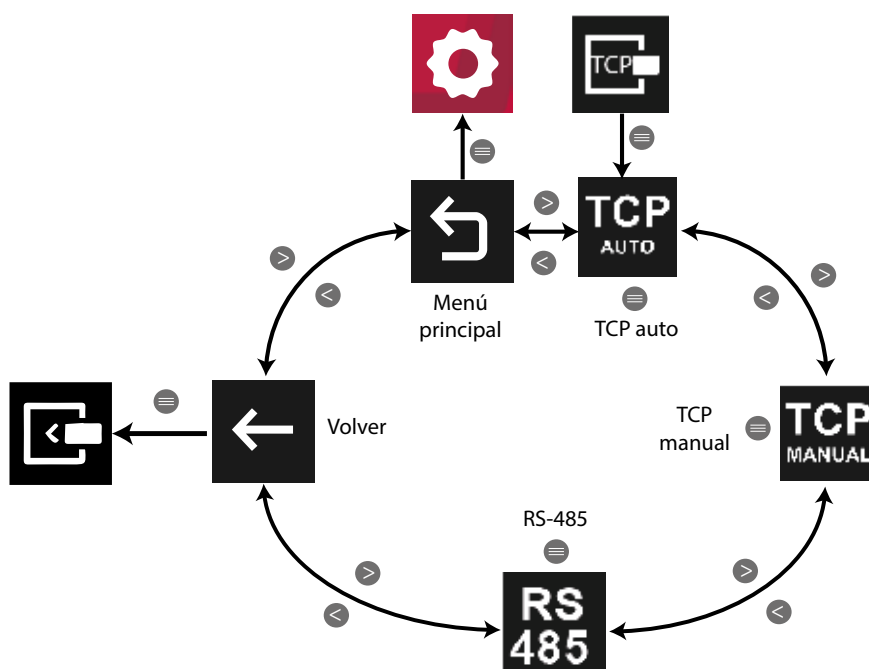 TCP
TCP
AUTO
Menú
principal
TCP auto
Volver
TCP
manual
TCP
MANUAL
RS-485
RS
485